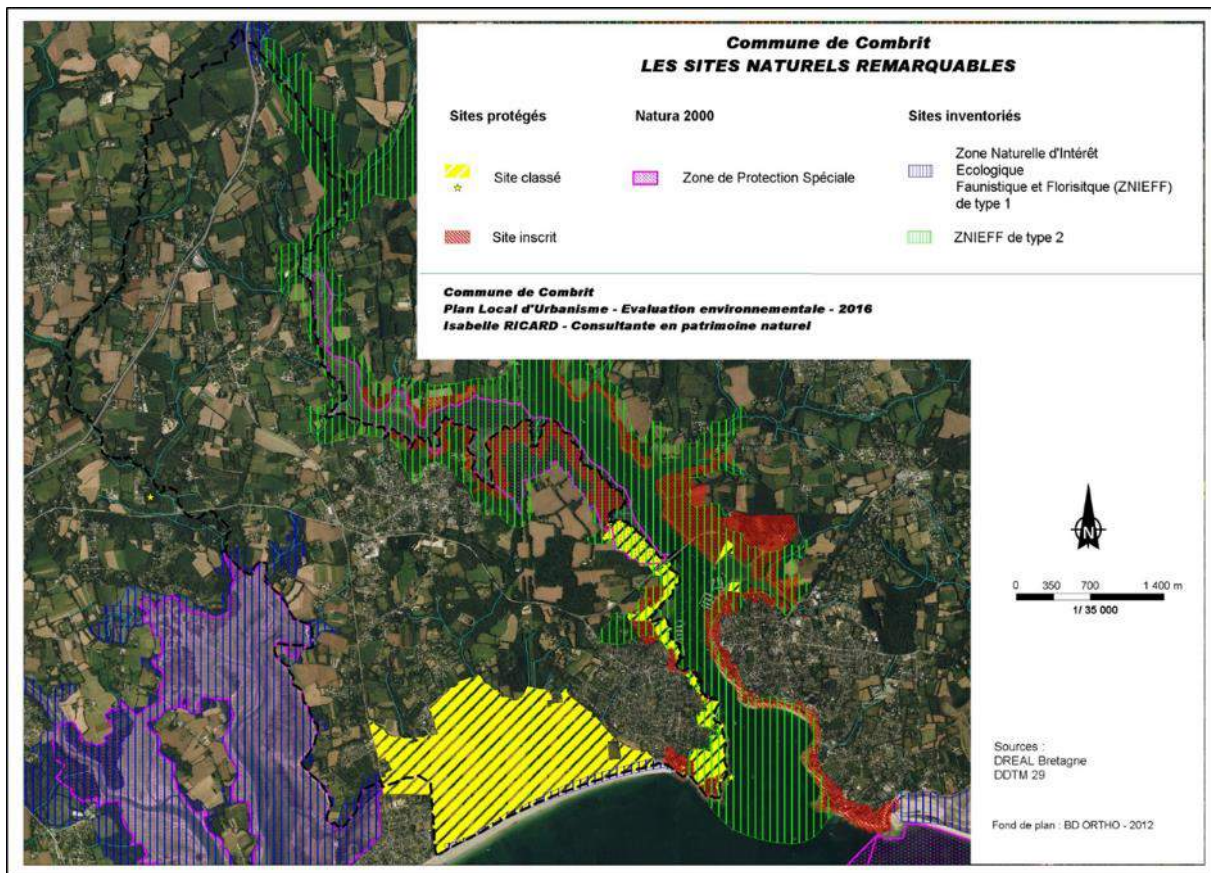 Commune de Combrit
LES SITES NATURELS REMARQUABLES
Sites protégés
Natura 2000
Sites inventoriés
Site classé
Zone de Protection Spéciale
Zone Naturelle d'Intérêt
Ecologique
Faunistique et Florisitque (ZNIEFF)
de type 1
Site inscrit
ZNIEFF de type 2
Commune de Combrit
Plan Local d'Urbanisme - Evaluation environnementale - 2016
Isabelle RICARD - Consultante en patrimoine naturel
N
0 350 700 1 400 m
1/ 35 000
Sources :
DREAL Bretagne
DDTM 29
Fond de plan : BD ORTHO - 2012